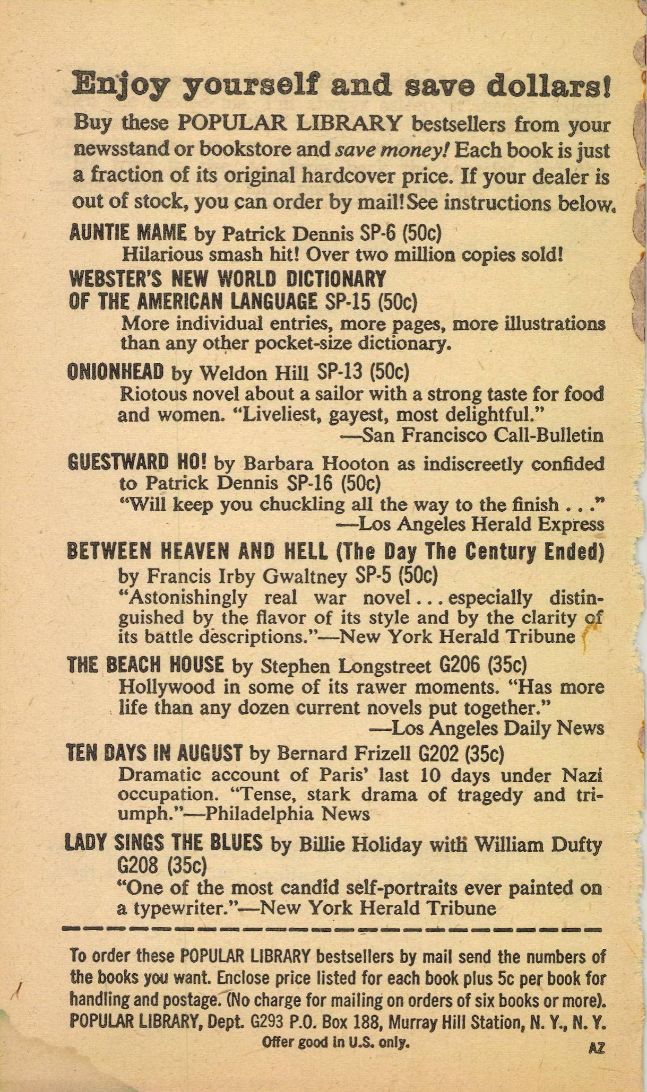 Enjoy yourself and save dollars!
Buy these POPULAR LIBRARY bestsellers from your
newsstand or bookstore and save money! Each book is just
a fraction of its original hardcover price. If your dealer is
out of stock, you can order by mail! See instructions below.
AUNTIE MAME by Patrick Dennis SP-6 (50c)
Hilarious smash hit! Over two million copies sold!
WEBSTER'S NEW WORLD DICTIONARY
OF THE AMERICAN LANGUAGE SP-15 (50c)
More individual entries, more pages, more illustrations
than any other pocket-size dictionary.
ONIONHEAD by Weldon Hill SP-13 (50c)
Riotous novel about a sailor with a strong taste for food
and women. “Liveliest, gayest, most delightful.”
—San Francisco Call-Bulletin
GUESTWARD HO! by Barbara Hooton as indiscreetly confided
to Patrick Dennis SP-16 (50c)
“Will keep you chuckling all the way to the finish . . .”
—Los Angeles Herald Express
BETWEEN HEAVEN AND HELL (The Day The Century Ended)
by Francis Irby Gwaltney SP-5 (50c)
“Astonishingly real war novel . . . especially distin-
guished by the flavor of its style and by the clarity of
its battle descriptions.”—New York Herald Tribune
THE BEACH HOUSE by Stephen Longstreet G206 (35c)
Hollywood in some of its rawer moments. “Has more
life than any dozen current novels put together.”
—Los Angeles Daily News
TEN DAYS IN AUGUST by Bernard Frizell G202 (35c)
Dramatic account of Paris' last 10 days under Nazi
occupation. “Tense, stark drama of tragedy and tri-
umph.”—Philadelphia News
LADY SINGS THE BLUES by Billie Holiday with William Dufty
G208 (35c)
“One of the most candid self-portraits ever painted on
a typewriter.”—New York Herald Tribune
To order these POPULAR LIBRARY bestsellers by mail send the numbers of
the books you want. Enclose price listed for each book plus 5c per book for
handling and postage. (No charge for mailing on orders of six books or more).
POPULAR LIBRARY, Dept. G293 P.O. Box 188, Murray Hill Station, N. Y., N. Y.
Offer good in U.S. only.
AZ